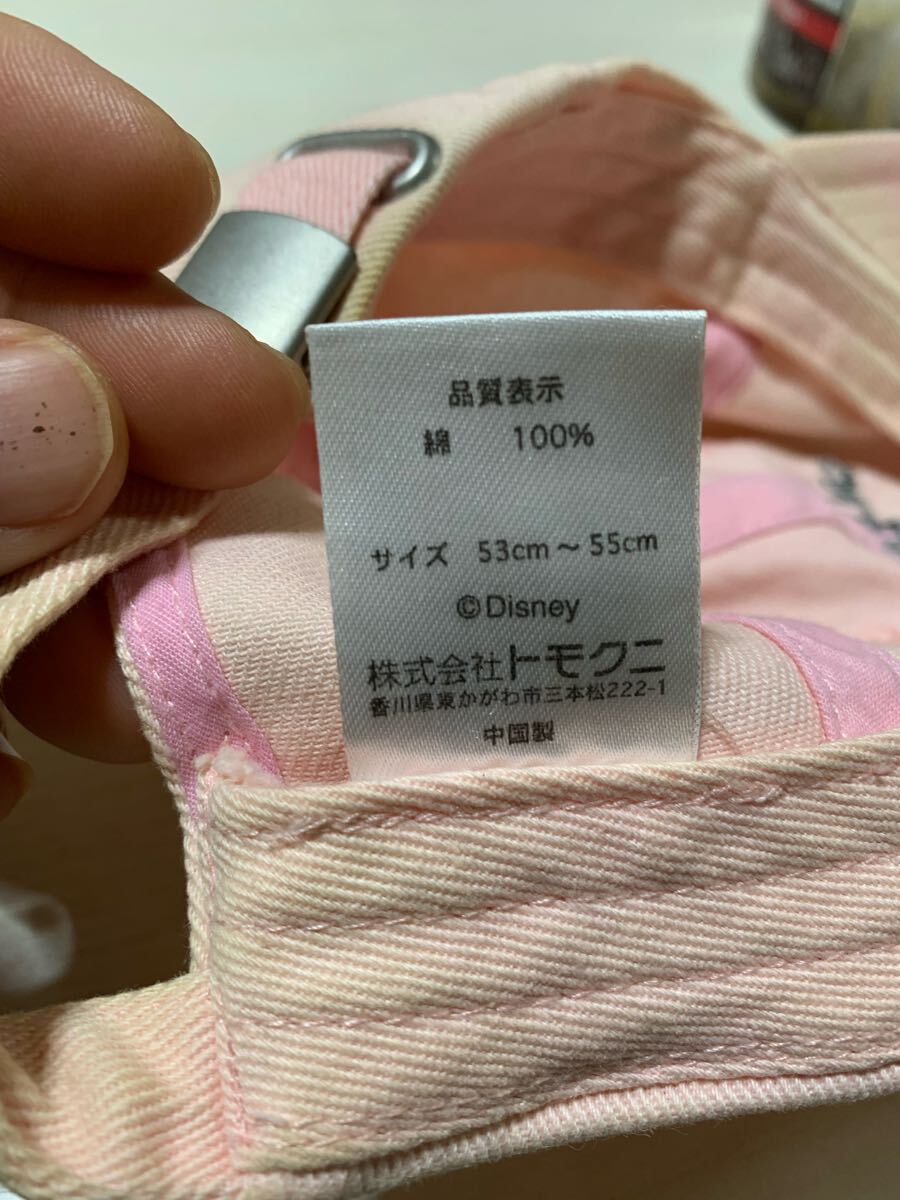 品質表示
綿 100%
サイズ 53cm～55cm
©Disney
株式会社トモクニ
香川県東かがわ市三本松222-1
中国製